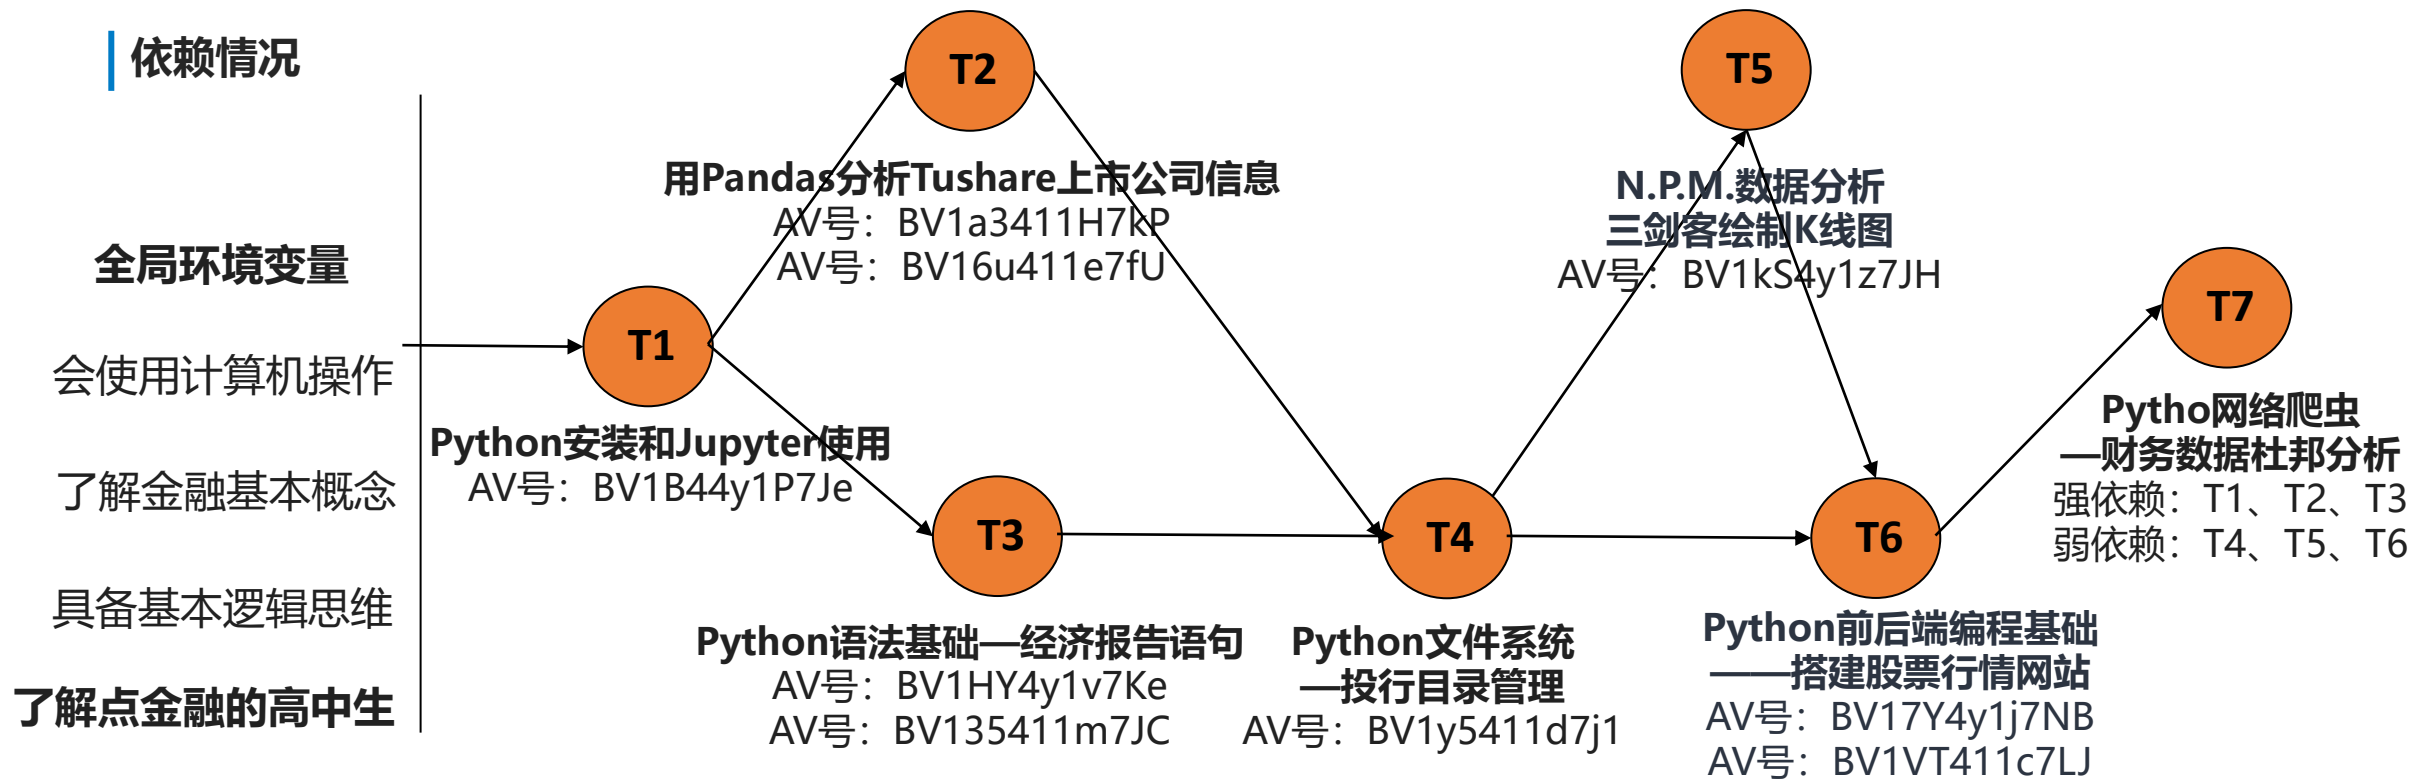 依赖情况
全局环境变量
会使用计算机操作
了解金融基本概念
具备基本逻辑思维
了解点金融的高中生
T1
Python安装和Jupyter使用
AV号：BV1B44y1P7Je
T2
用Pandas分析Tushare上市公司信息
AV号：BV1a3411H7kP
AV号：BV16u411e7fU
T3
Python语法基础—经济报告语句
AV号：BV1HY4y1v7Ke
AV号：BV135411m7JC
T4
Python文件系统
—投行目录管理
AV号：BV1y5411d7j1
T5
N.P.M.数据分析
三剑客绘制K线图
AV号：BV1kS4y1z7JH
T6
Python前后端编程基础
——搭建股票行情网站
AV号：BV17Y4y1j7NB
AV号：BV1VT411c7LJ
T7
Pytho网络爬虫
—财务数据杜邦分析
强依赖：T1、T2、T3
弱依赖：T4、T5、T6